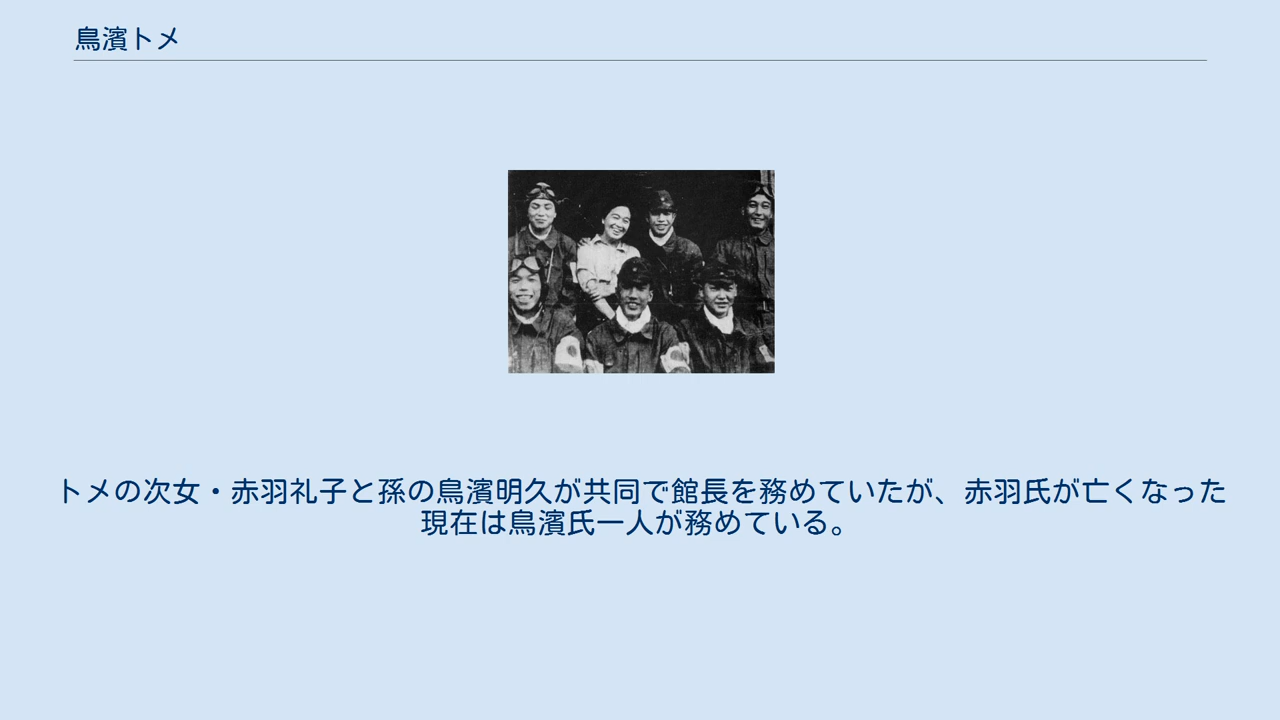 鳥濱トメ
トメの次女・赤羽礼子と孫の鳥濱明久が共同で館長を務めていたが、赤羽氏が亡くなった
現在は鳥濱氏一人が務めている。